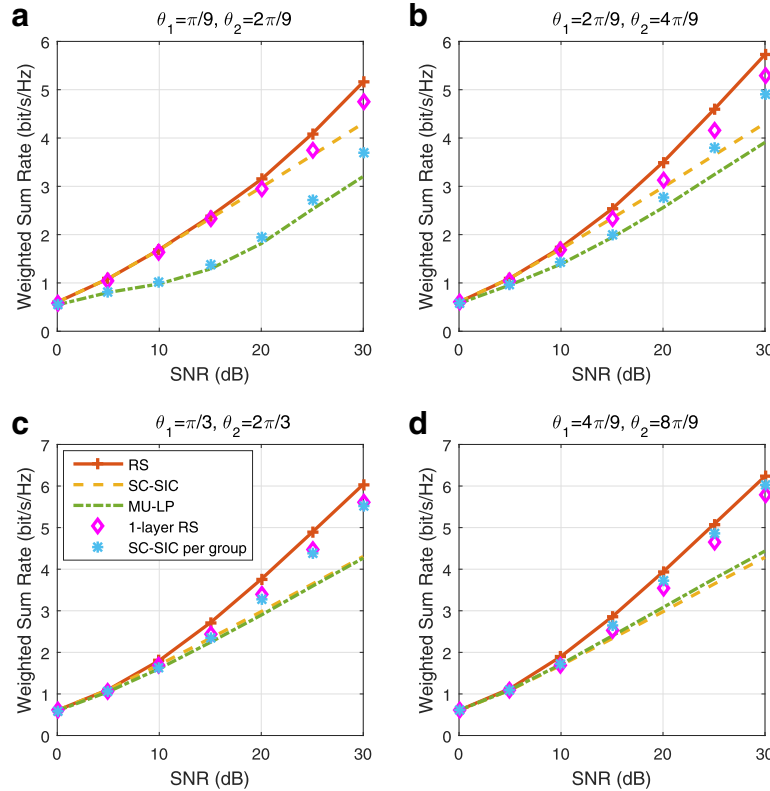 a
θ1=π/9, θ2=2π/9
Weighted Sum Rate (bit/s/Hz)
6
5
4
3
2
1
0
0 10 20 30
SNR (dB)
b
θ1=2π/9, θ2=4π/9
Weighted Sum Rate (bit/s/Hz)
6
5
4
3
2
1
0
0 10 20 30
SNR (dB)
c
θ1=π/3, θ2=2π/3
Weighted Sum Rate (bit/s/Hz)
7
6
5
4
3
2
1
0
RS
SC-SIC
MU-LP
1-layer RS
SC-SIC per group
0 10 20 30
SNR (dB)
d
θ1=4π/9, θ2=8π/9
Weighted Sum Rate (bit/s/Hz)
7
6
5
4
3
2
1
0
0 10 20 30
SNR (dB)